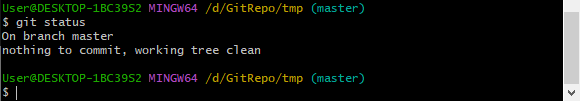 User@DESKTOP-1BC39S2 MINGW64 /d/GitRepo/tmp (master)
$ git status
On branch master
nothing to commit, working tree clean
User@DESKTOP-1BC39S2 MINGW64 /d/GitRepo/tmp (master)
$